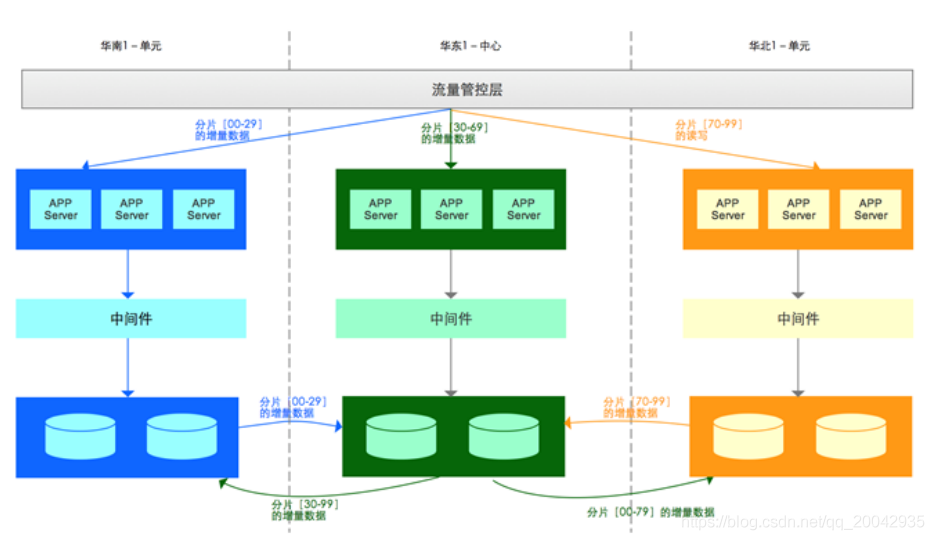 华南1 – 单元
华东1 – 中心
华北1 – 单元
流量管控层
分片 [00-29]
的增量数据
分片 [30-69]
的增量数据
分片 [70-99]
的读写
APP
Server
APP
Server
APP
Server
APP
Server
APP
Server
APP
Server
APP
Server
APP
Server
APP
Server
中间件
中间件
中间件
分片 [00-29]
的增量数据
分片 [70-99]
的增量数据
分片 [30-99]
的增量数据
分片 [00-79] 的增量数据
https://blog.csdn.net/qq_20042935